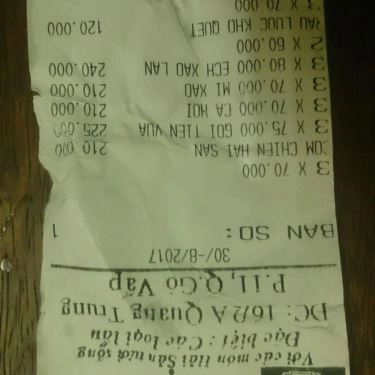 Với các món Hải Sản tươi sống
Đặc biệt : Các loại lẩu
ĐC: 16/2A Quang Trung
P.11, Q.Gò Vấp
30/-8/2017
BAN SO: 1
3 X 70.000
COM CHIEN HAI SAN 210.000
3 X 75.000 GOI TIEN VUA 225.000
3 X 70.000 CA HOI 210.000
3 X 70.000 MI XAO 210.000
3 X 80.000 ECH XAO LAN 240.000
2 X 60.000
RAU LUOC KHO QUET 120.000
3 X 70.000